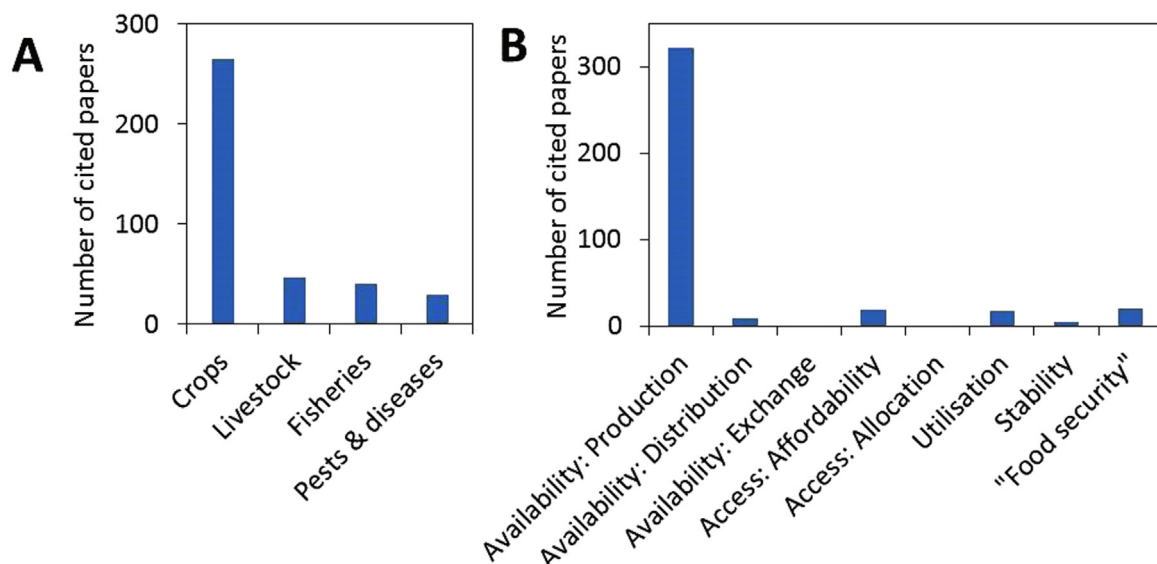 A
Number of cited papers
300
200
100
0
Crops
Livestock
Fisheries
Pests & diseases
B
Number of cited papers
300
200
100
0
Availability: Production
Availability: Distribution
Availability: Exchange
Access: Affordability
Access: Allocation
Utilisation
Stability
"Food security"